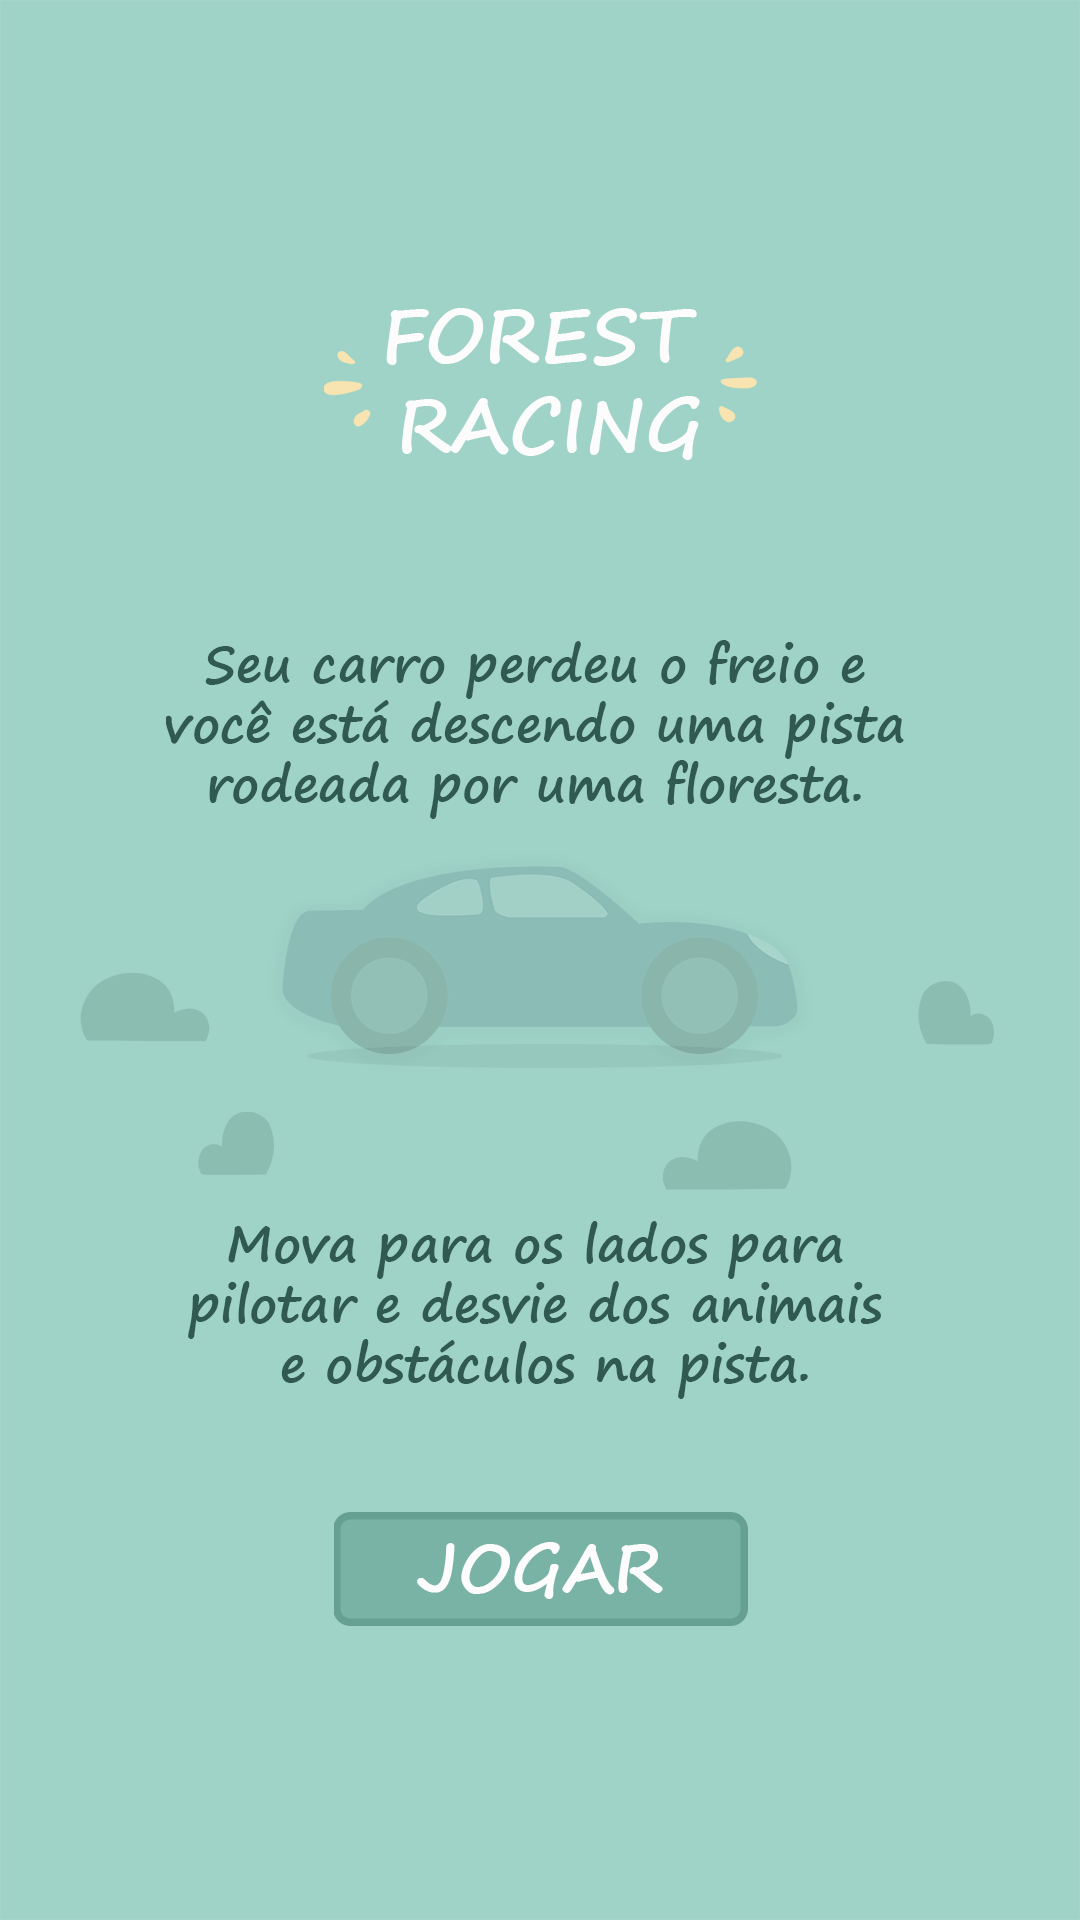 FOREST
RACING
Seu carro perdeu o freio e
você está descendo uma pista
rodeada por uma floresta.
Mova para os lados para
pilotar e desvie dos animais
e obstáculos na pista.
JOGAR